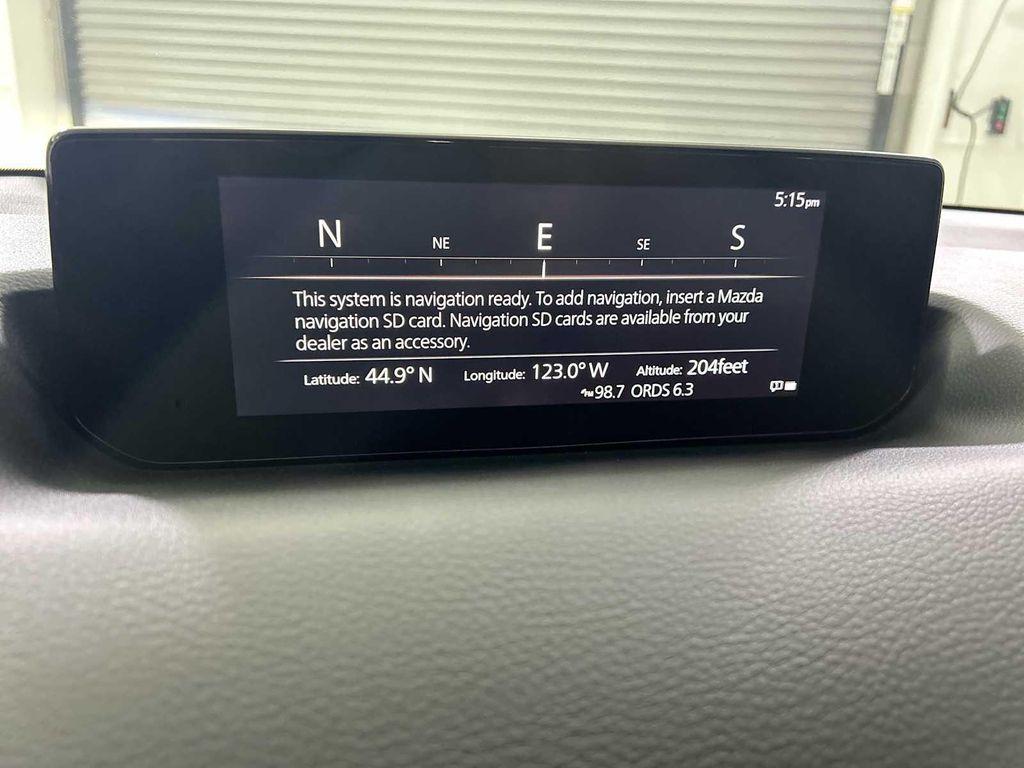 5:15pm
N NE E SE S
This system is navigation ready. To add navigation, insert a Mazda
navigation SD card. Navigation SD cards are available from your
dealer as an accessory.
Latitude: 44.9° N Longitude: 123.0° W Altitude: 204feet
98.7 ORDS 6.3